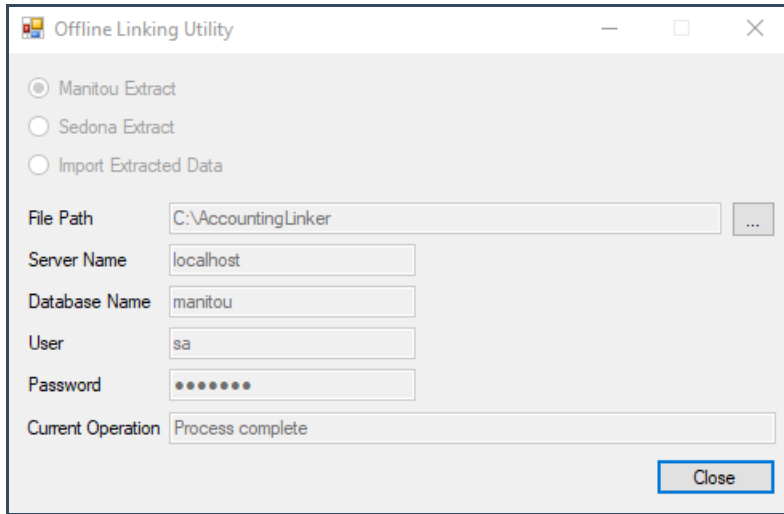 Offline Linking Utility
Manitou Extract
Sedona Extract
Import Extracted Data
File Path C:\AccountingLinker ...
Server Name localhost
Database Name manitou
User sa
Password ●●●●●●●
Current Operation Process complete
Close